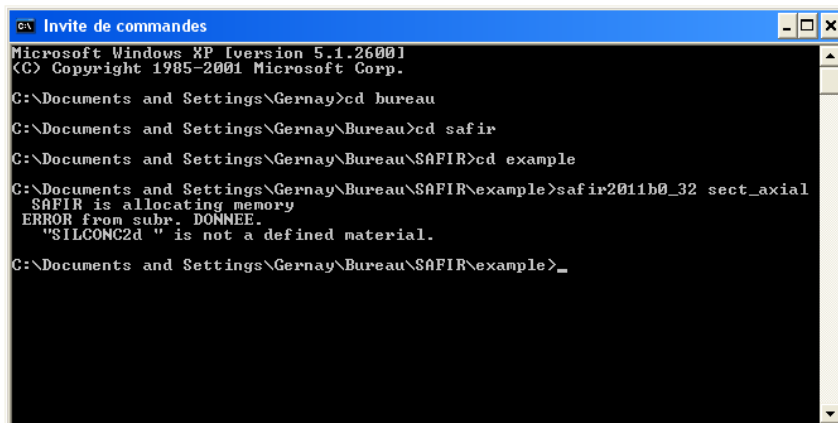 Invite de commandes
Microsoft Windows XP [version 5.1.2600]
(C) Copyright 1985-2001 Microsoft Corp.
C:\Documents and Settings\Gernay>cd bureau
C:\Documents and Settings\Gernay\Bureau>cd safir
C:\Documents and Settings\Gernay\Bureau\SAFIR>cd example
C:\Documents and Settings\Gernay\Bureau\SAFIR\example>safir2011b0_32 sect_axial
SAFIR is allocating memory
ERROR from subr. DONNEE.
"SILCONC2d " is not a defined material.
C:\Documents and Settings\Gernay\Bureau\SAFIR\example>_